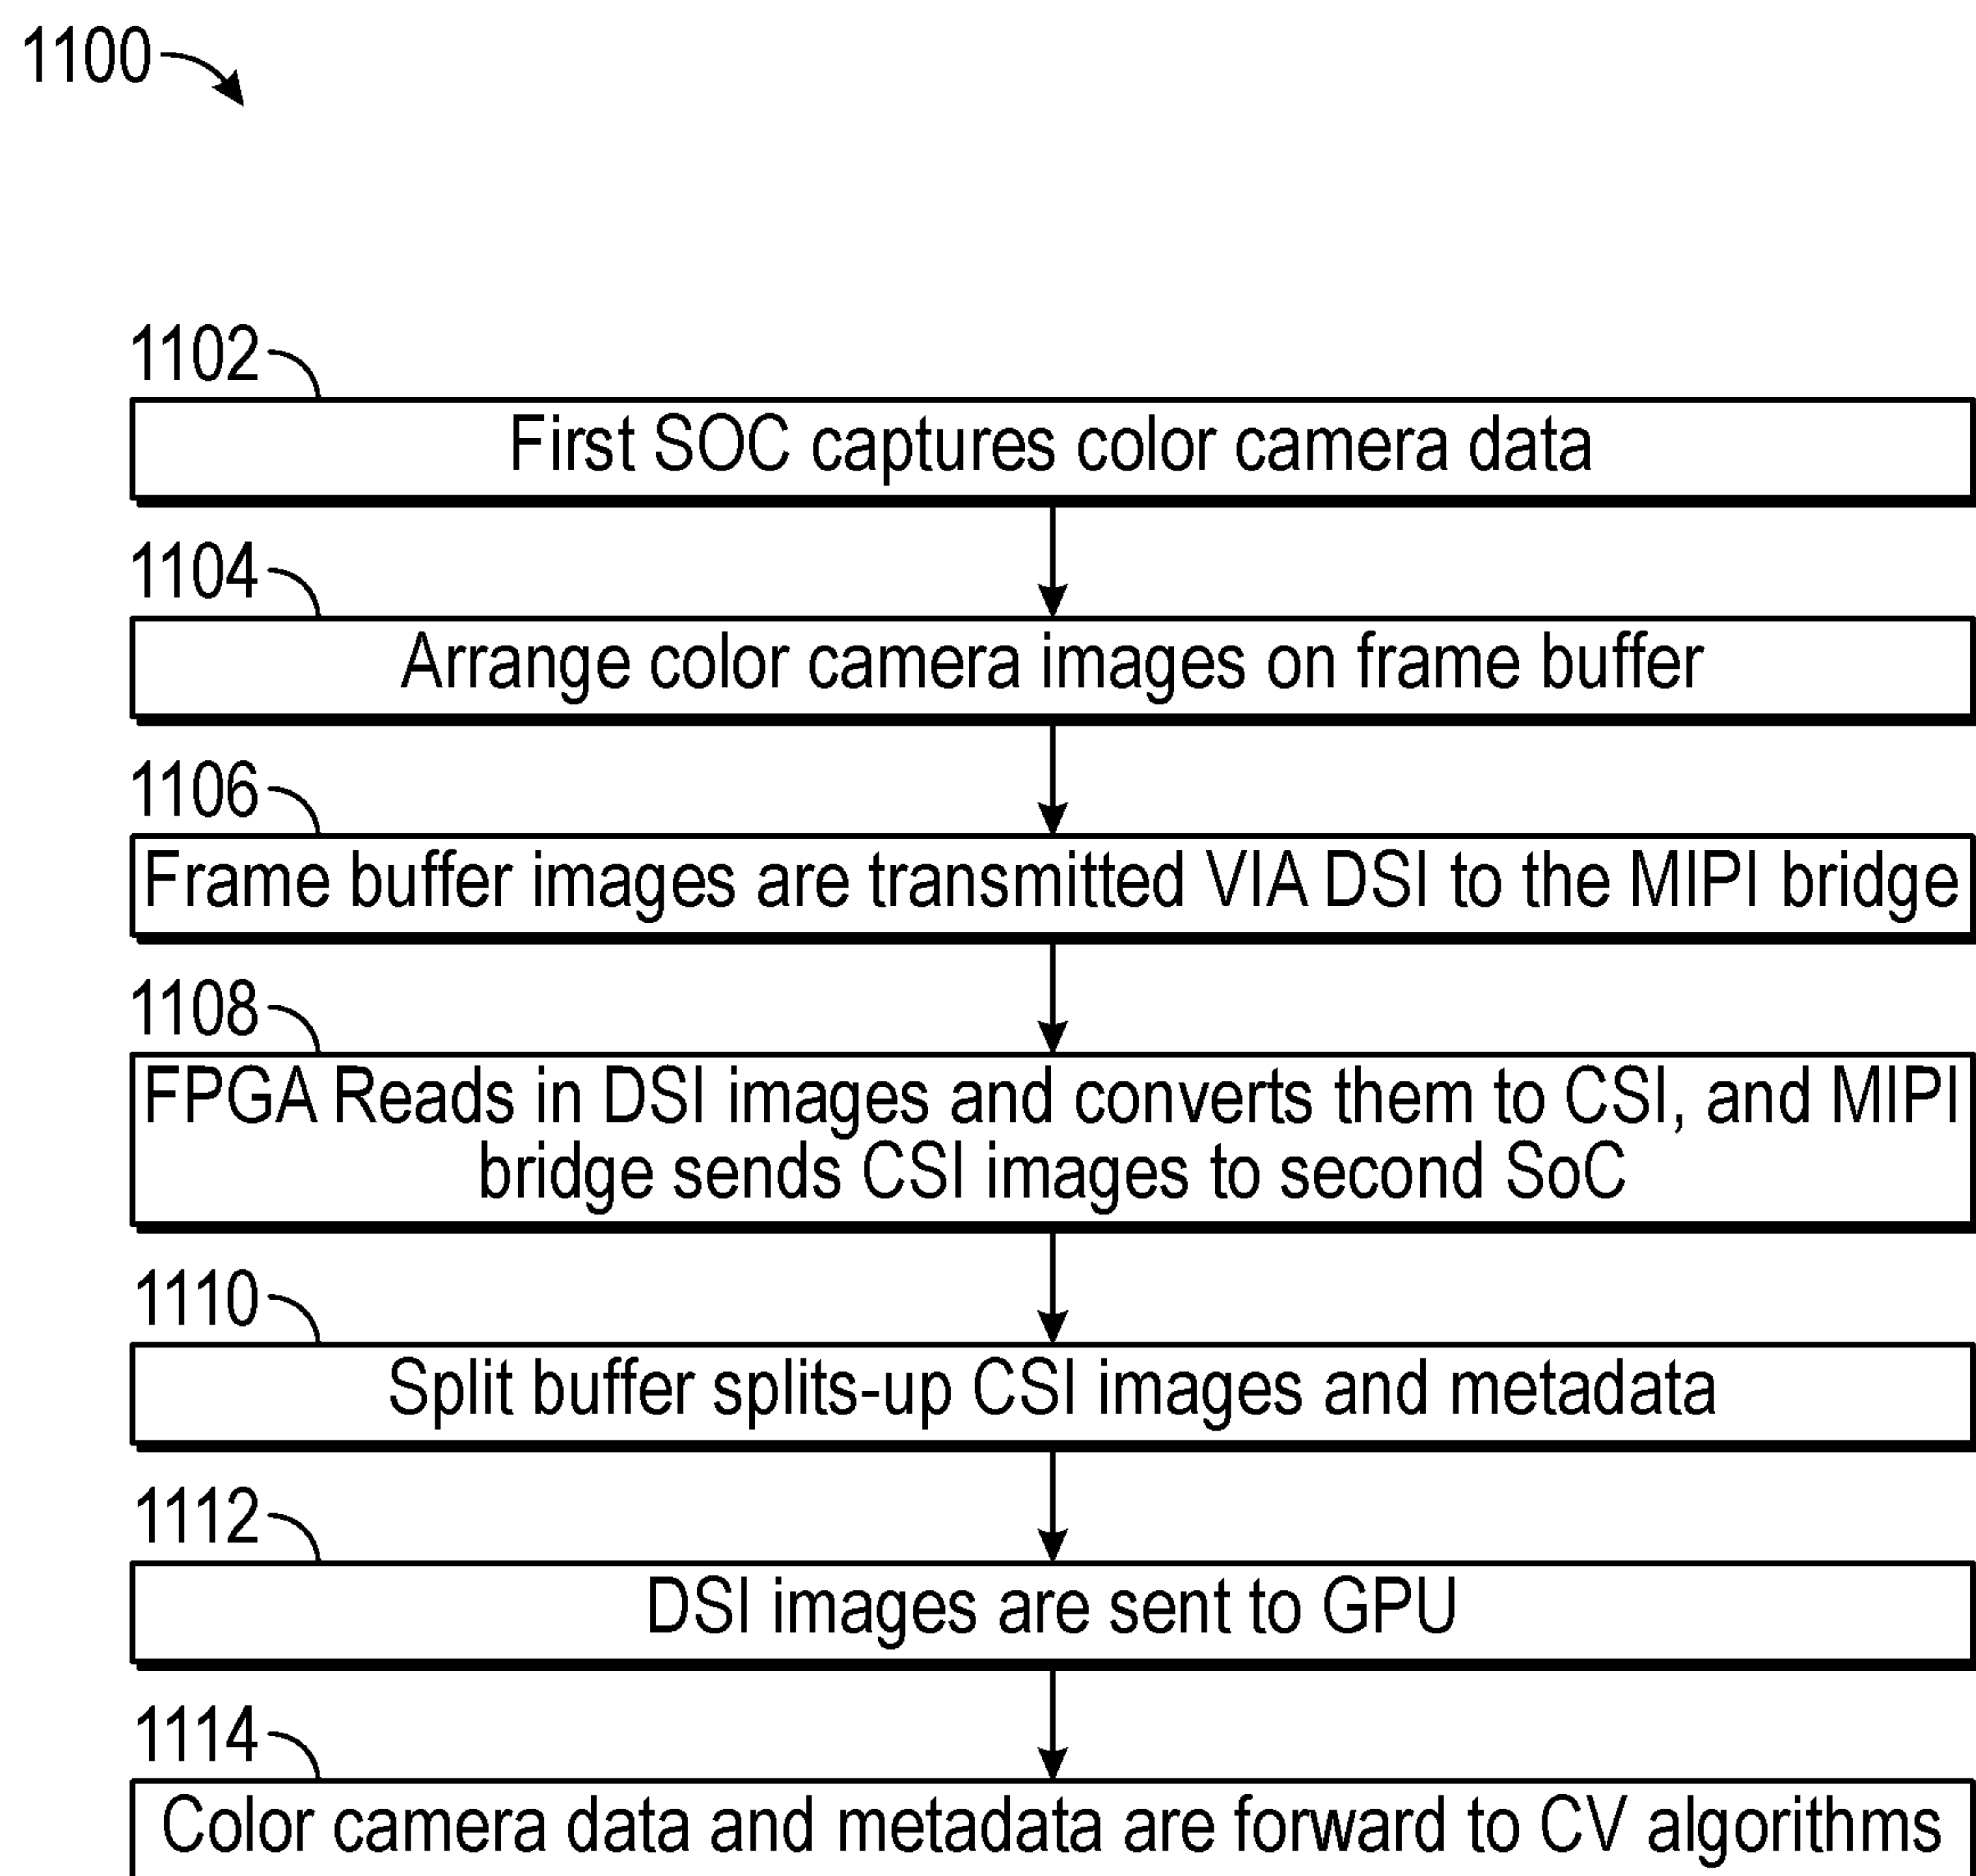 1100
1102
First SOC captures color camera data
1104
Arrange color camera images on frame buffer
1106
Frame buffer images are transmitted VIA DSI to the MIPI bridge
1108
FPGA Reads in DSI images and converts them to CSI, and MIPI
bridge sends CSI images to second SoC
1110
Split buffer splits-up CSI images and metadata
1112
DSI images are sent to GPU
1114
Color camera data and metadata are forward to CV algorithms